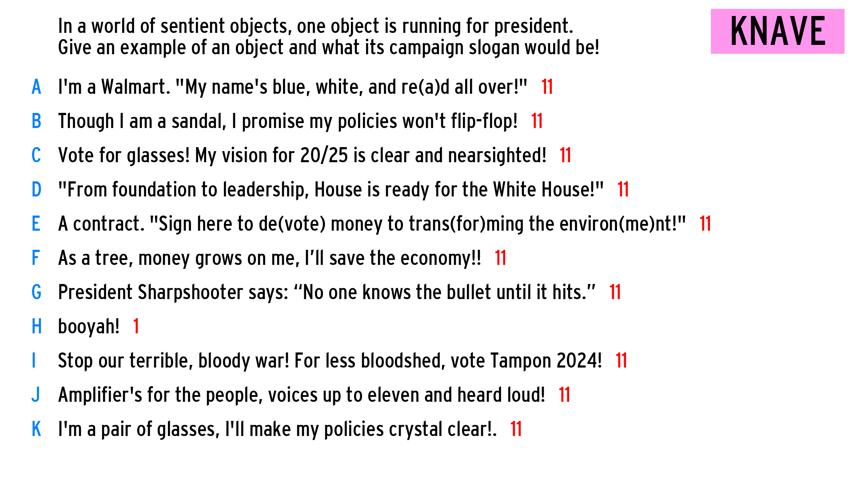 In a world of sentient objects, one object is running for president.
Give an example of an object and what its campaign slogan would be!
KNAVE
A I'm a Walmart. "My name's blue, white, and re(a)d all over!" 11
B Though I am a sandal, I promise my policies won't flip-flop! 11
C Vote for glasses! My vision for 20/25 is clear and nearsighted! 11
D "From foundation to leadership, House is ready for the White House!" 11
E A contract. "Sign here to de(vote) money to trans(for)ming the environ(me)nt!" 11
F As a tree, money grows on me, I’ll save the economy!! 11
G President Sharpshooter says: “No one knows the bullet until it hits.” 11
H booyah! 1
I Stop our terrible, bloody war! For less bloodshed, vote Tampon 2024! 11
J Amplifier's for the people, voices up to eleven and heard loud! 11
K I'm a pair of glasses, I'll make my policies crystal clear!. 11